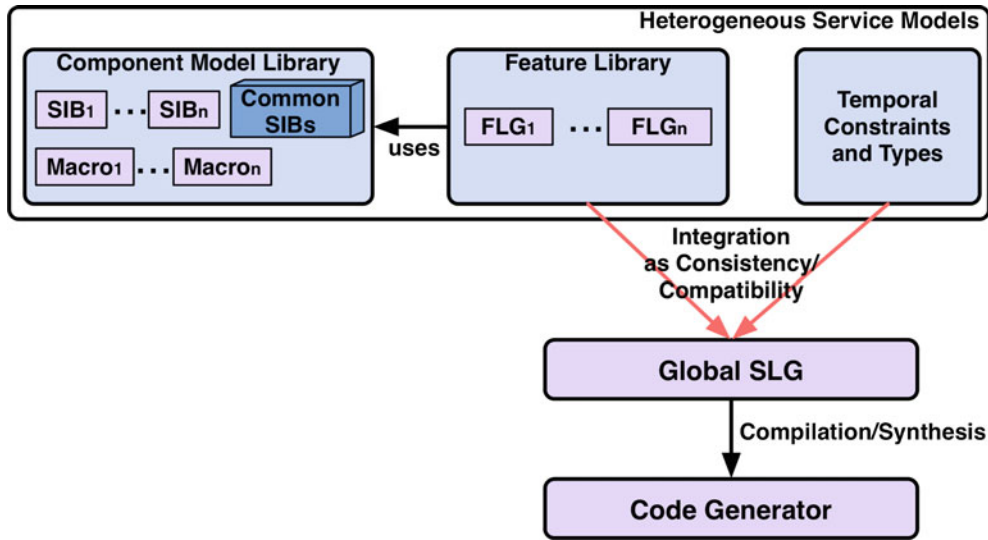 Heterogeneous Service Models
Component Model Library
SIB1 ... SIBn
Common
SIBs
Macro1 ... Macron
uses
Feature Library
FLG1 ... FLGn
Temporal
Constraints
and Types
Integration
as Consistency/
Compatibility
Global SLG
Compilation/Synthesis
Code Generator